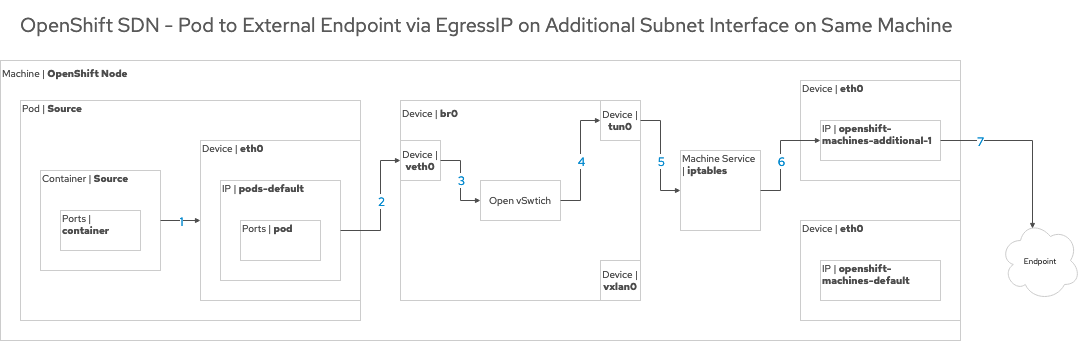 OpenShift SDN - Pod to External Endpoint via EgressIP on Additional Subnet Interface on Same Machine
Machine | OpenShift Node
Pod | Source
Container | Source
Ports |
container
1
Device | eth0
IP | pods-default
Ports | pod
2
Device | br0
Device |
veth0
3
Open vSwtich
4
Device |
tun0
Device |
vxlan0
5
Machine Service
| iptables
6
Device | eth0
IP | openshift-
machines-additional-1
7
Device | eth0
IP | openshift-
machines-default
Endpoint